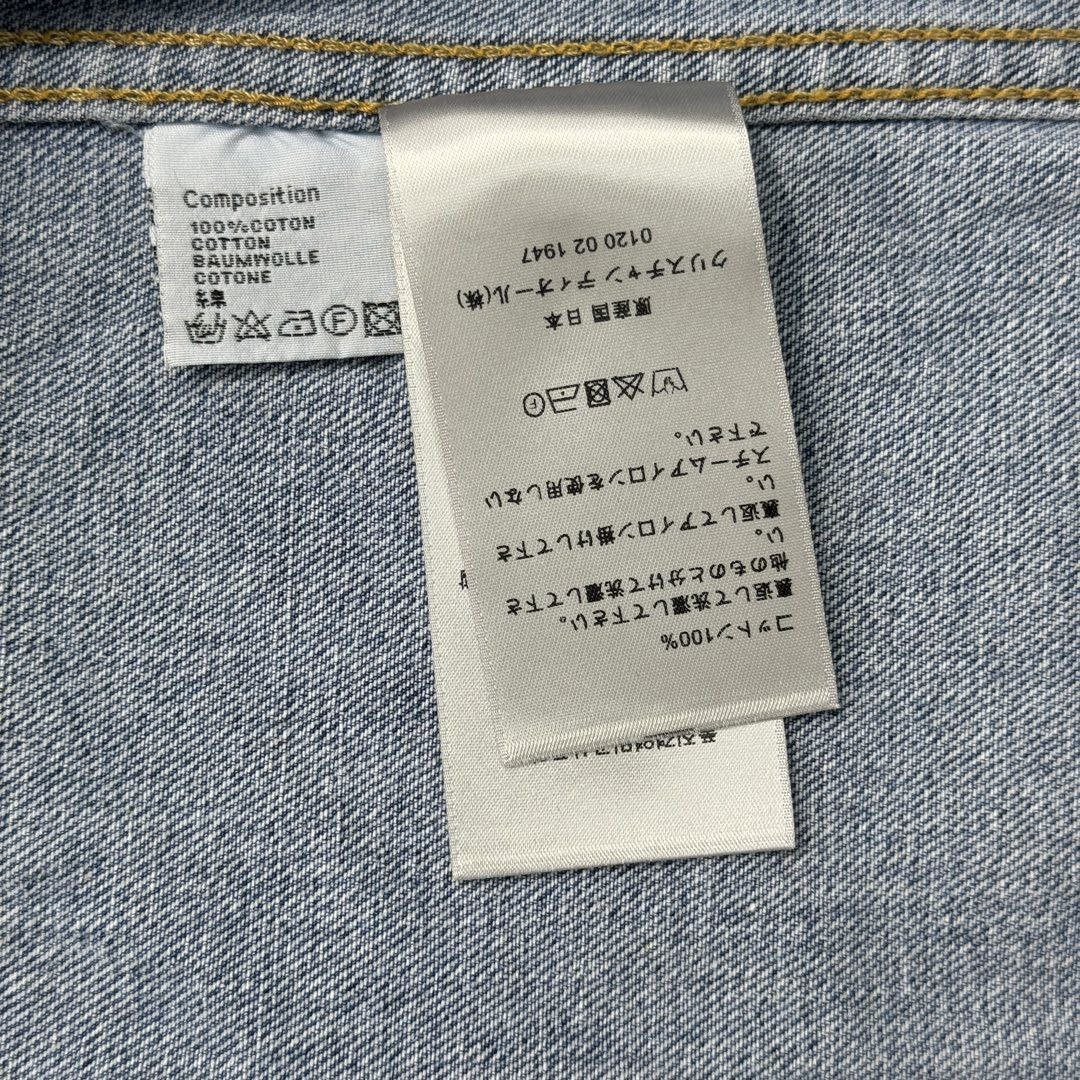 Composition
100%COTON
COTTON
BAUMWOLLE
COTONE
綿
コットン100%
裏返して洗濯して下さい。
他のものと分けて洗濯して下さ
い。
裏返してアイロン掛けして下さ
い。
スチームアイロンを使用しない
で下さい。
原産国 日本
クリスチャン ディオール(株)
0120 02 1947